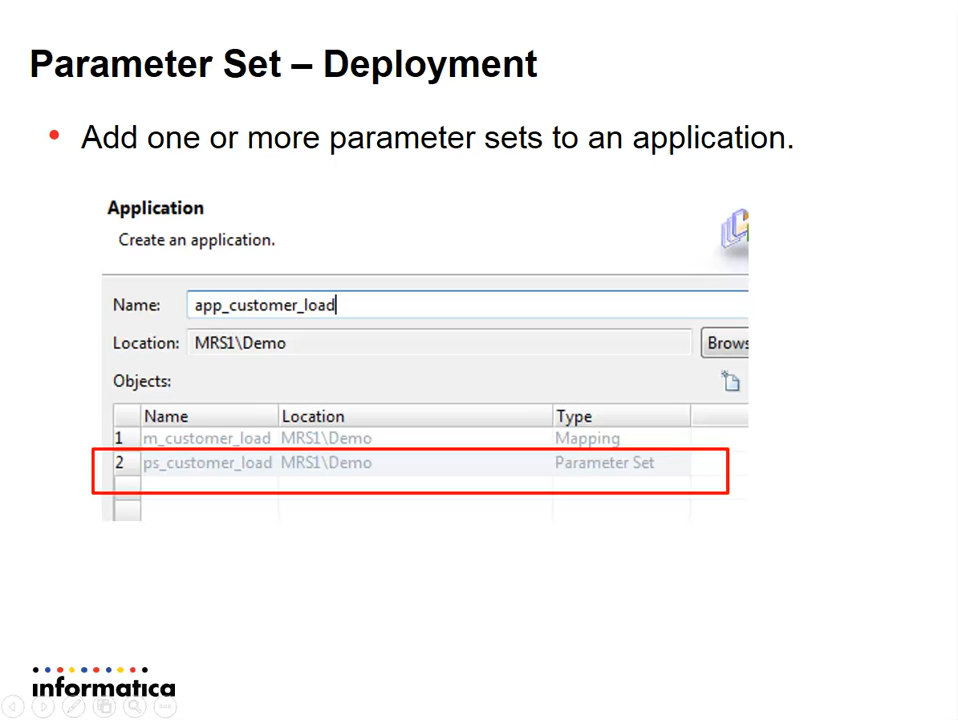 Parameter Set – Deployment
• Add one or more parameter sets to an application.
Application
Create an application.
Name: app_customer_load
Location: MRS1\Demo Brows
Objects:
Name Location Type
1 m_customer_load MRS1\Demo Mapping
2 ps_customer_load MRS1\Demo Parameter Set
informatica